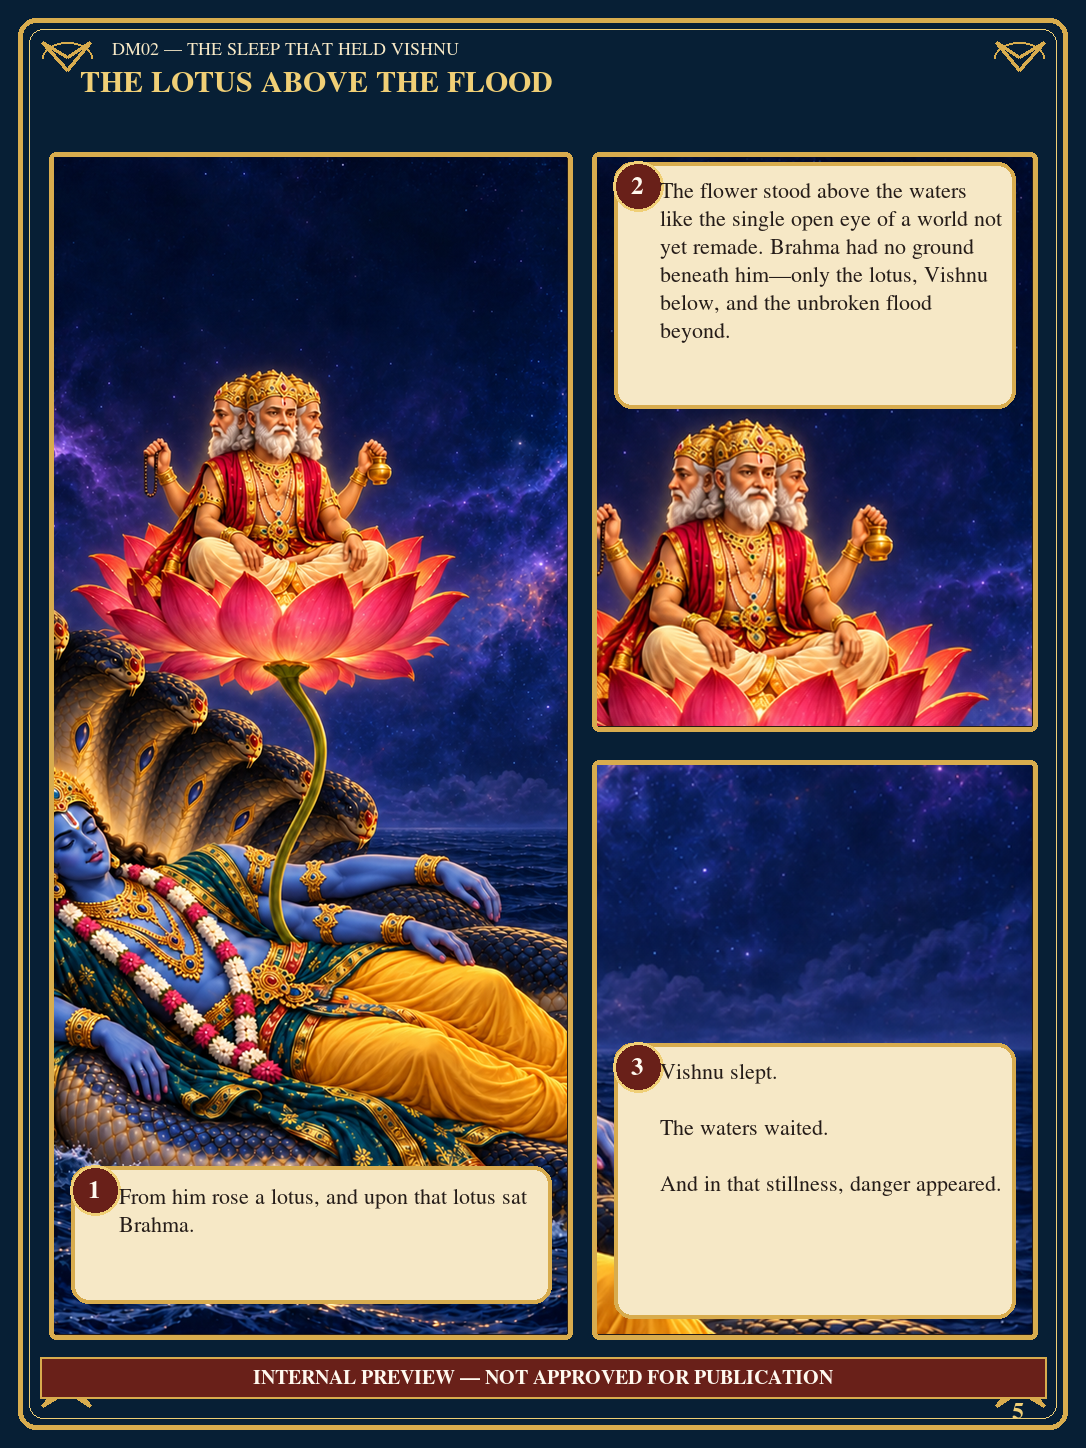 DM02 — THE SLEEP THAT HELD VISHNU
THE LOTUS ABOVE THE FLOOD
1
From him rose a lotus, and upon that lotus sat
Brahma.
2
The flower stood above the waters
like the single open eye of a world not
yet remade. Brahma had no ground
beneath him—only the lotus, Vishnu
below, and the unbroken flood
beyond.
3
Vishnu slept.
The waters waited.
And in that stillness, danger appeared.
INTERNAL PREVIEW — NOT APPROVED FOR PUBLICATION
5